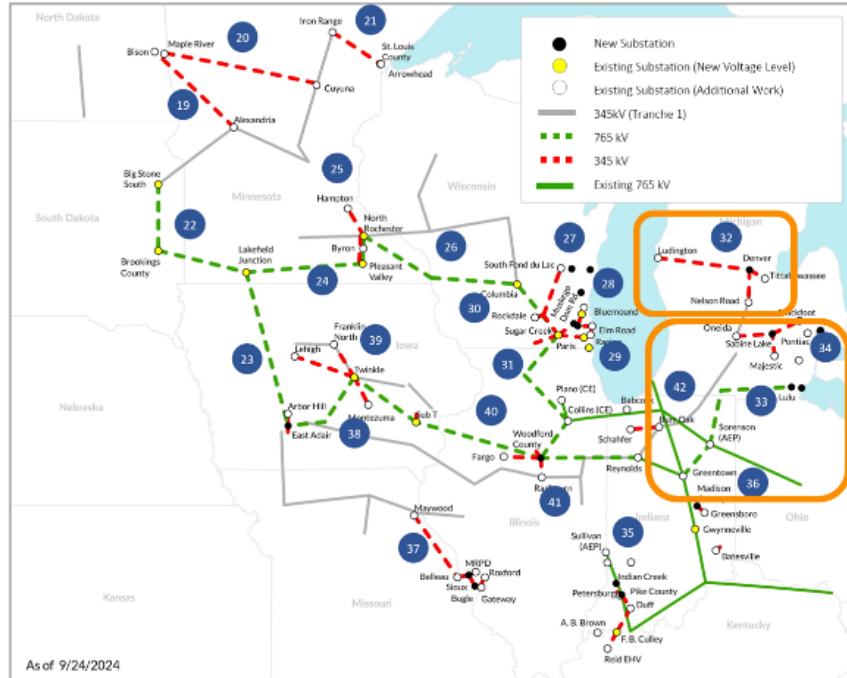 North Dakota
Iron Range
21
20
Bison
Maple River
St. Louis
County
Arrowhead
Cuyuna
19
Alexandria
New Substation
Existing Substation (New Voltage Level)
Existing Substation (Additional Work)
345kV (Tranche 1)
765 kV
345 kV
Existing 765 kV
25
Big Stone
South
Minnesota
Wisconsin
Hampton
South Dakota
22
North
Rochester
Byron
26
27
Michigan
32
Ludington
Denver
Tittabawassee
Brookings
County
Lakefield
Junction
24
Pleasant
Valley
South Fond du Lac
28
Columbia
30
Rockdale
Bluemound
Nelson Road
Sugar Creek
Elm Road
Paris
Racine
Oneida
Blackfoot
Pontiac
34
Sabine Lake
Majestic
Franklin
North
39
Iowa
29
Lehigh
31
23
Twinkle
42
33
Lulu
Nebraska
Arbor Hill
Montezuma
Sub T
40
Plano (CE)
Collins (CE)
Babcock
Burr Oak
Sorenson
(AEP)
East Adair
38
Woodford
County
Schahfer
Fargo
Reynolds
Greentown
36
41
Madison
Maywood
Illinois
35
Indiana
Ohio
Greensboro
Gwynneville
37
Sullivan
(AEP)
Batesville
MRPD
Belleau
Roxford
Sioux
Bugle
Gateway
Indian Creek
Petersburg
Pike County
Duff
Kansas
Missouri
A. B. Brown
F. B. Culley
Kentucky
Reid EHV
As of 9/24/2024